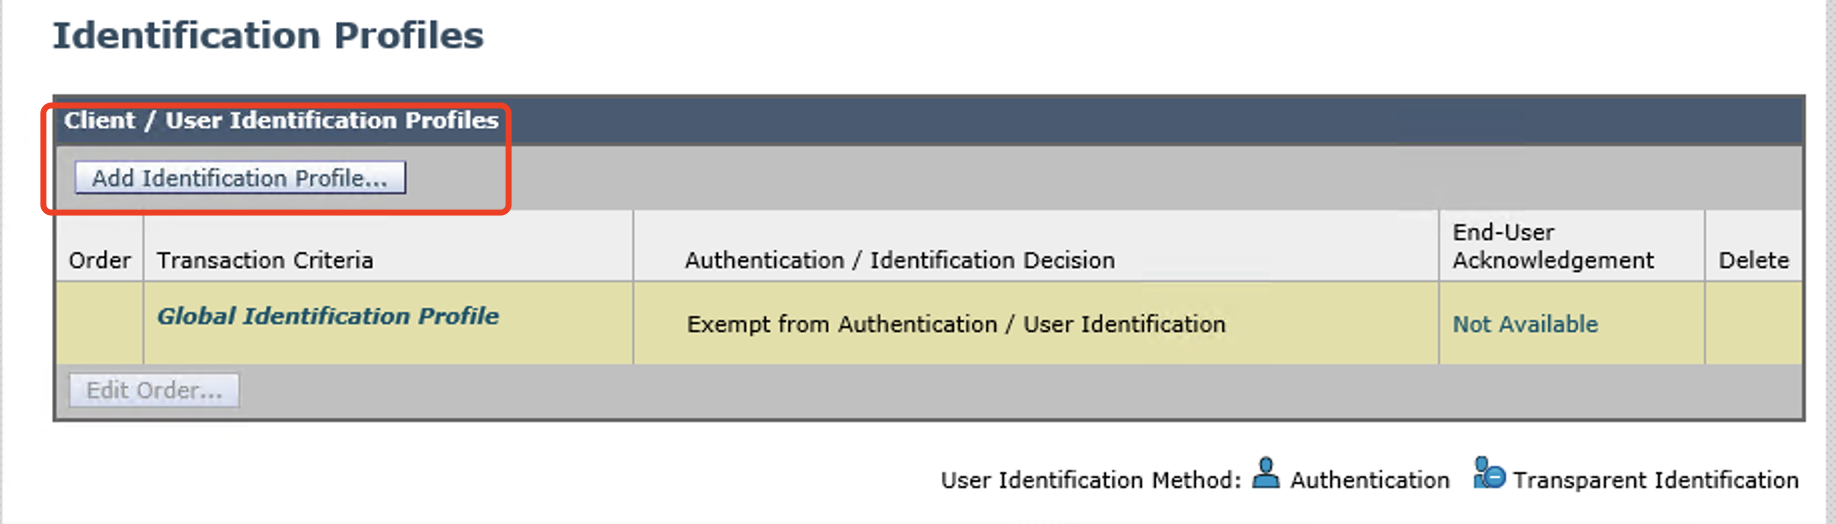 Identification Profiles
Client / User Identification Profiles
Add Identification Profile...
Order
Transaction Criteria
Authentication / Identification Decision
End-User
Acknowledgement
Delete
Global Identification Profile
Exempt from Authentication / User Identification
Not Available
Edit Order...
User Identification Method: Authentication Transparent Identification